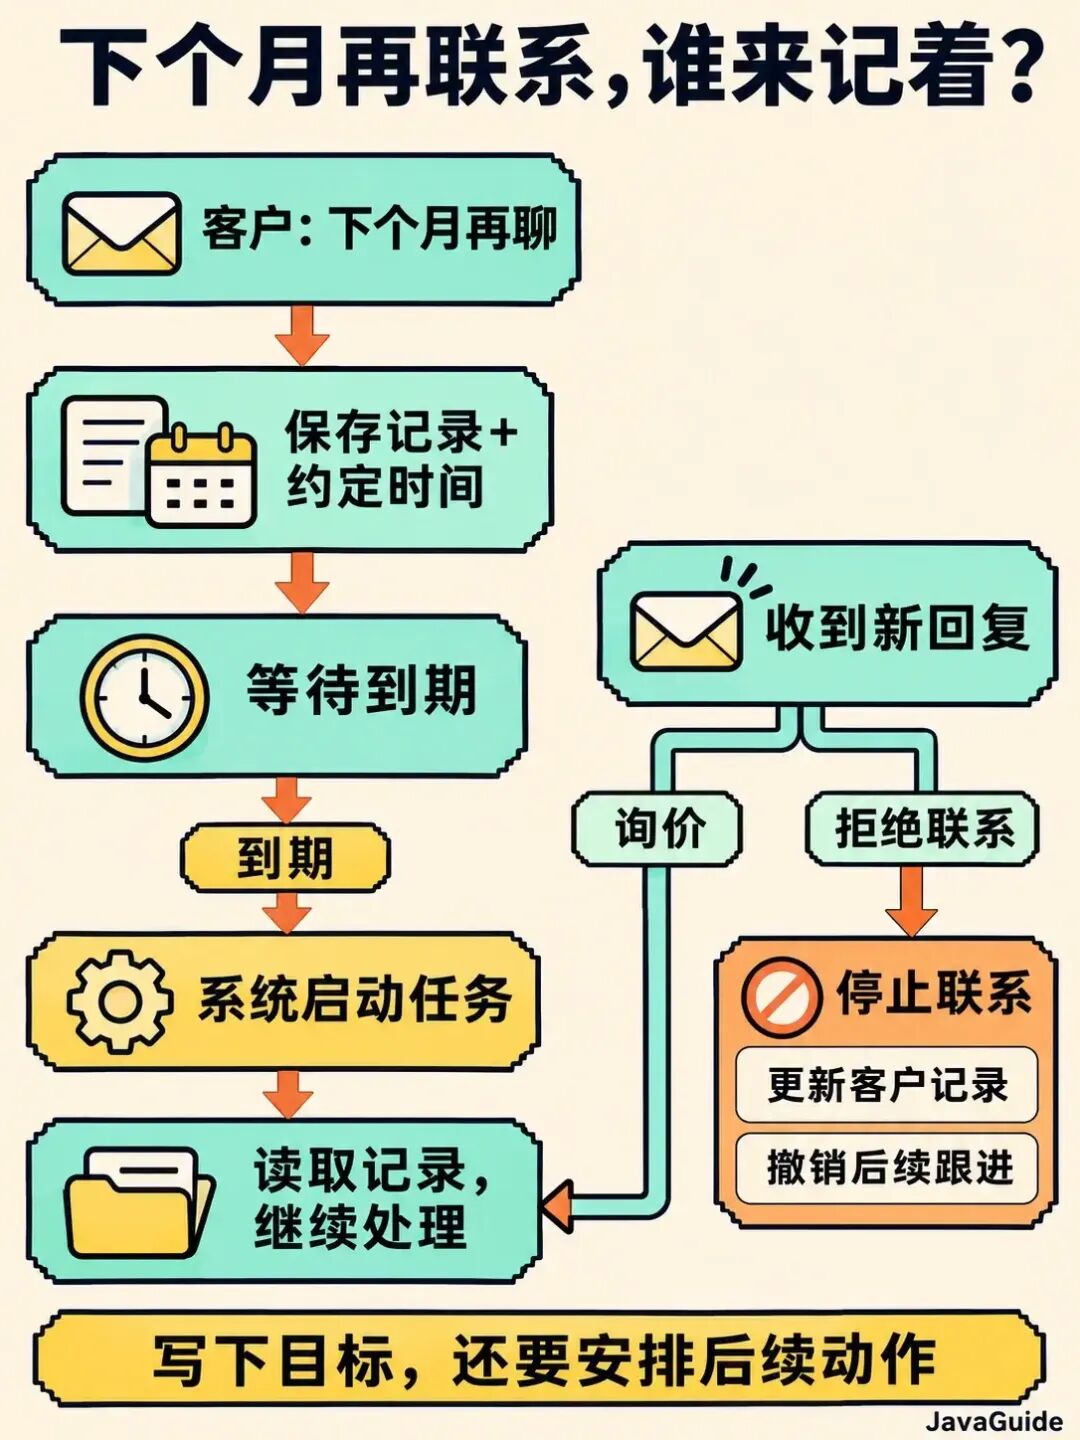 下个月再联系，谁来记着？
客户：下个月再聊
保存记录+
约定时间
等待到期
到期
系统启动任务
读取记录，
继续处理
收到新回复
询价
拒绝联系
停止联系
更新客户记录
撤销后续跟进
写下目标，还要安排后续动作
JavaGuide